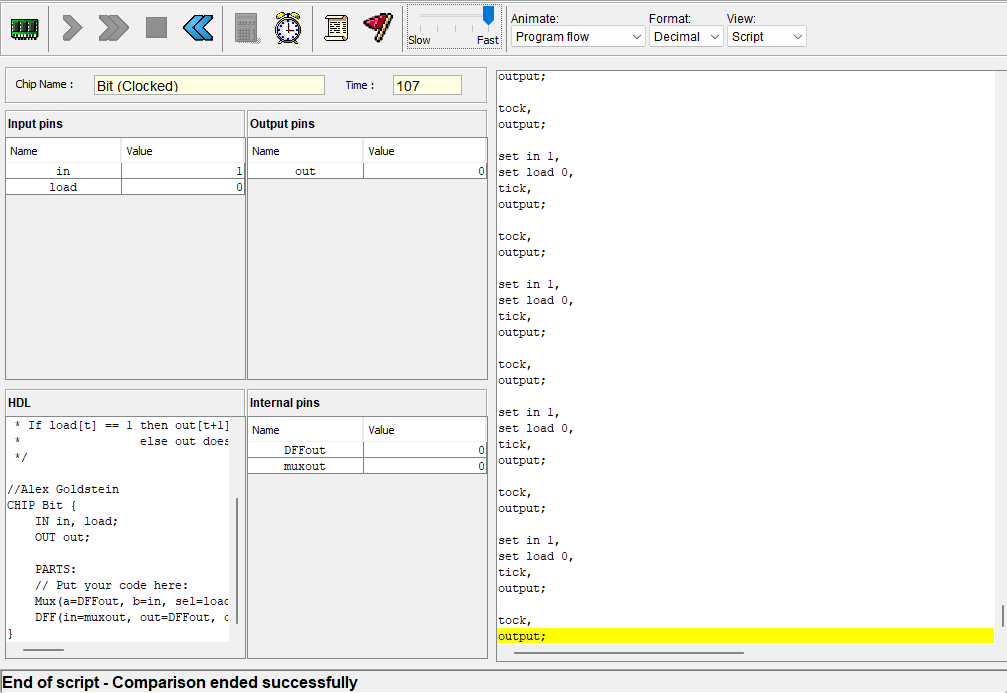 Slow Fast
Animate: Format: View:
Program flow Decimal Script
Chip Name : Bit (Clocked) Time : 107
Input pins
Name Value
in 1
load 0
Output pins
Name Value
out 0
HDL
* If load[t] == 1 then out[t+1]
* else out does
*/
//Alex Goldstein
CHIP Bit {
IN in, load;
OUT out;
PARTS:
// Put your code here:
Mux(a=DFFout, b=in, sel=load
DFF(in=muxout, out=DFFout, o
}
Internal pins
Name Value
DFFout 0
muxout 0
output;
tock,
output;
set in 1,
set load 0,
tick,
output;
tock,
output;
set in 1,
set load 0,
tick,
output;
tock,
output;
set in 1,
set load 0,
tick,
output;
tock,
output;
set in 1,
set load 0,
tick,
output;
tock,
output;
End of script - Comparison ended successfully